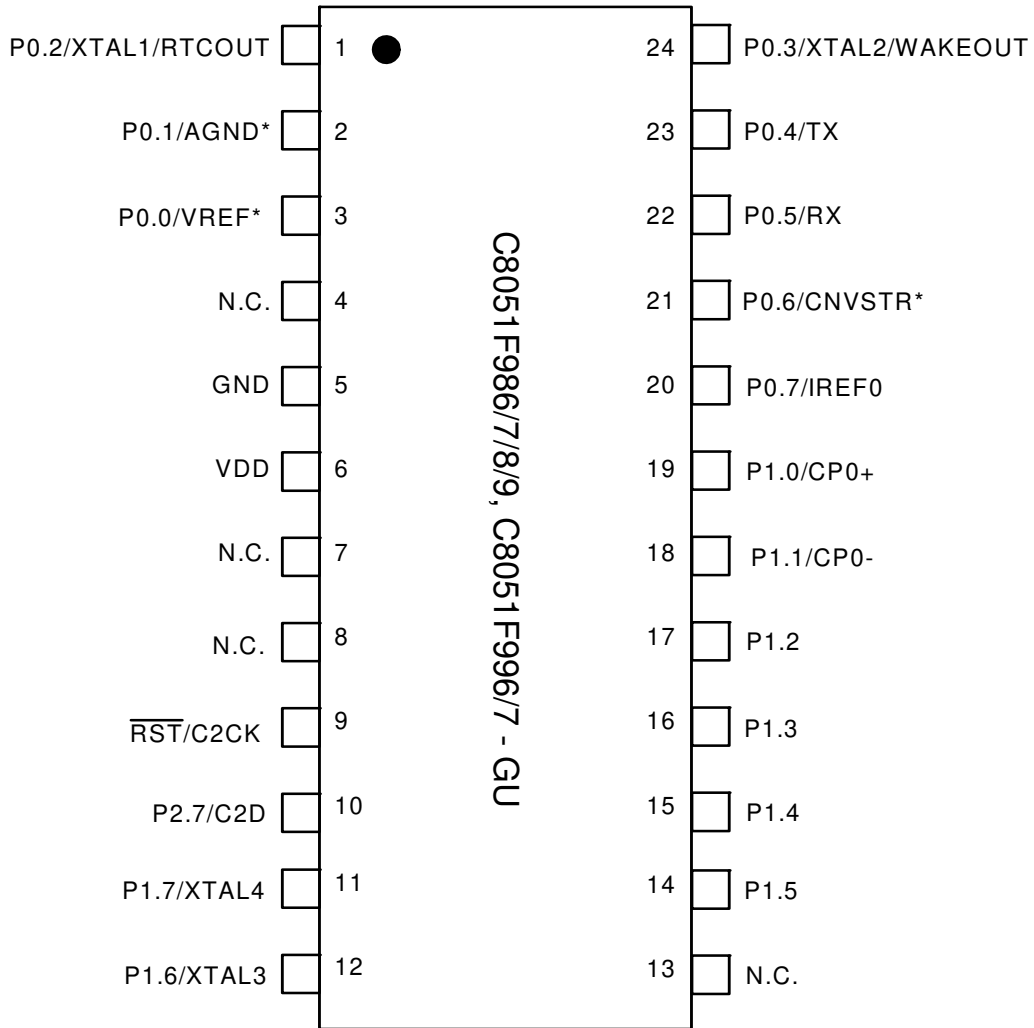 P0.2/XTAL1/RTCOUT 1 24 P0.3/XTAL2/WAKEOUT
P0.1/AGND* 2 23 P0.4/TX
P0.0/VREF* 3 22 P0.5/RX
N.C. 4 21 P0.6/CNVSTR*
GND 5 20 P0.7/IREF0
VDD 6 19 P1.0/CP0+
N.C. 7 18 P1.1/CP0-
N.C. 8 17 P1.2
R̅S̅T̅/C2CK 9 16 P1.3
P2.7/C2D 10 15 P1.4
P1.7/XTAL4 11 14 P1.5
P1.6/XTAL3 12 13 N.C.
C8051F986/7/8/9, C8051F996/7 - GU